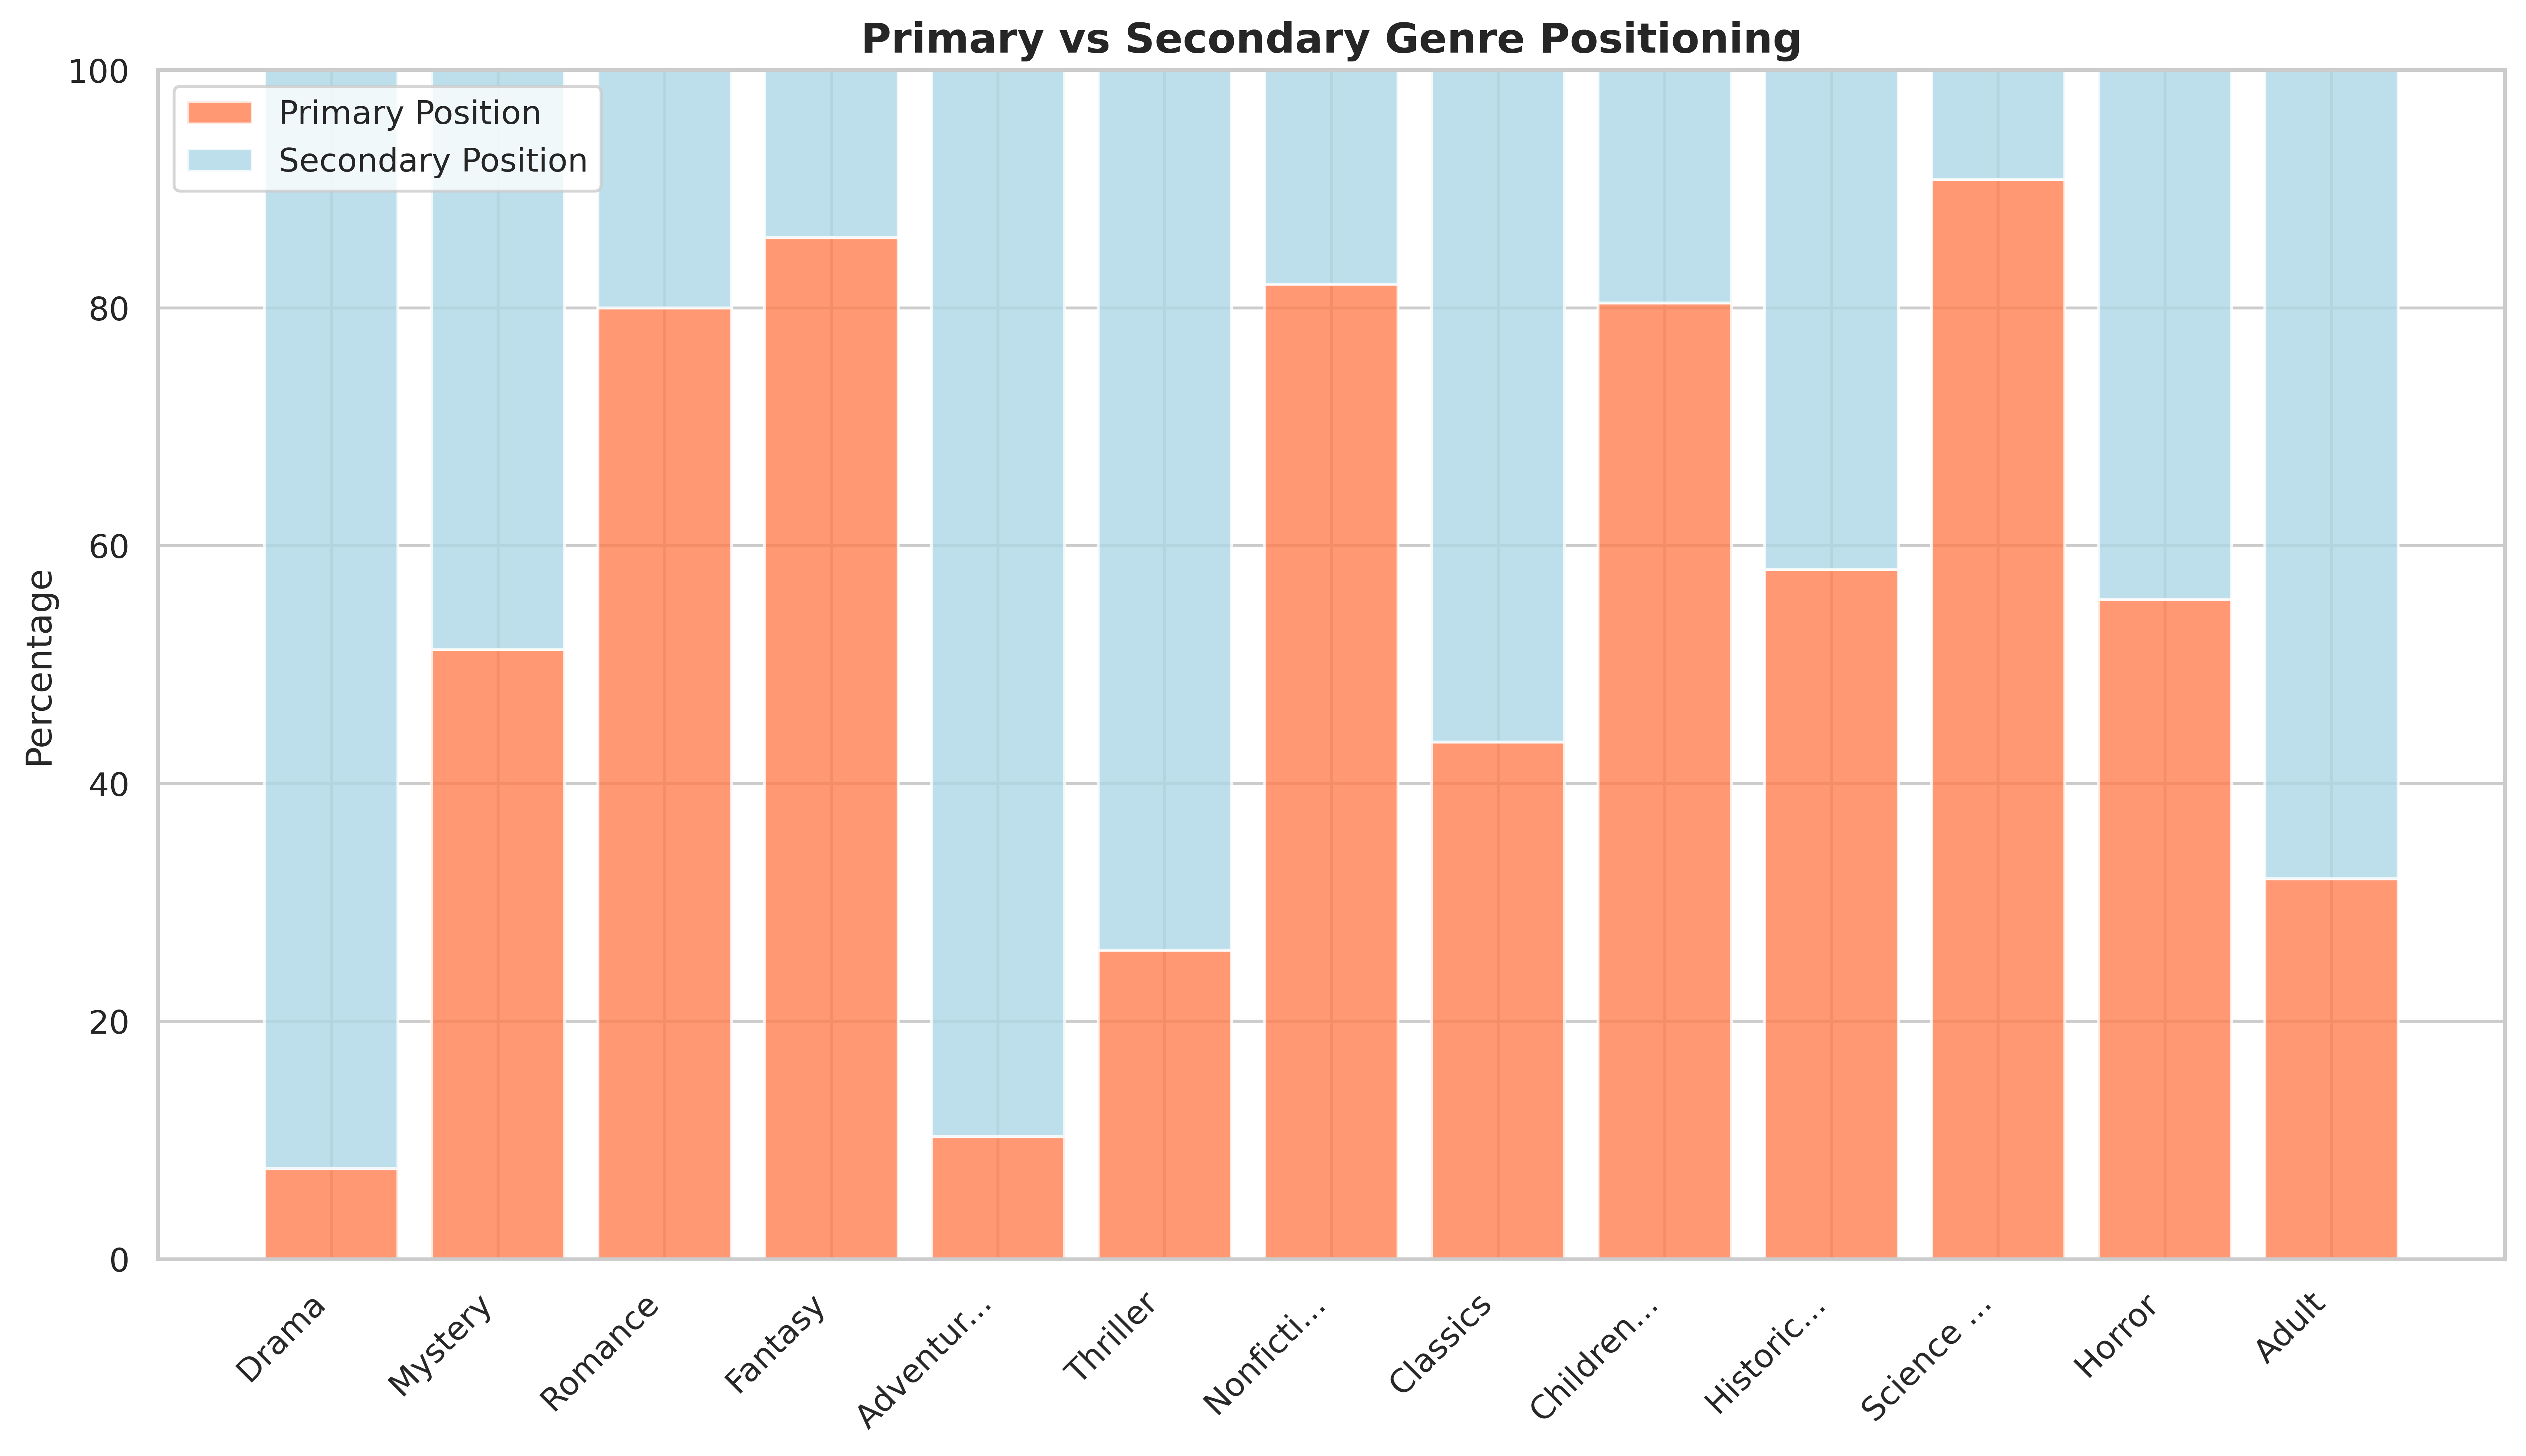 Primary vs Secondary Genre Positioning
100
80
60
40
20
0
Percentage
Primary Position
Secondary Position
Drama
Mystery
Romance
Fantasy
Adventur...
Thriller
Nonficti...
Classics
Children...
Historic...
Science ...
Horror
Adult